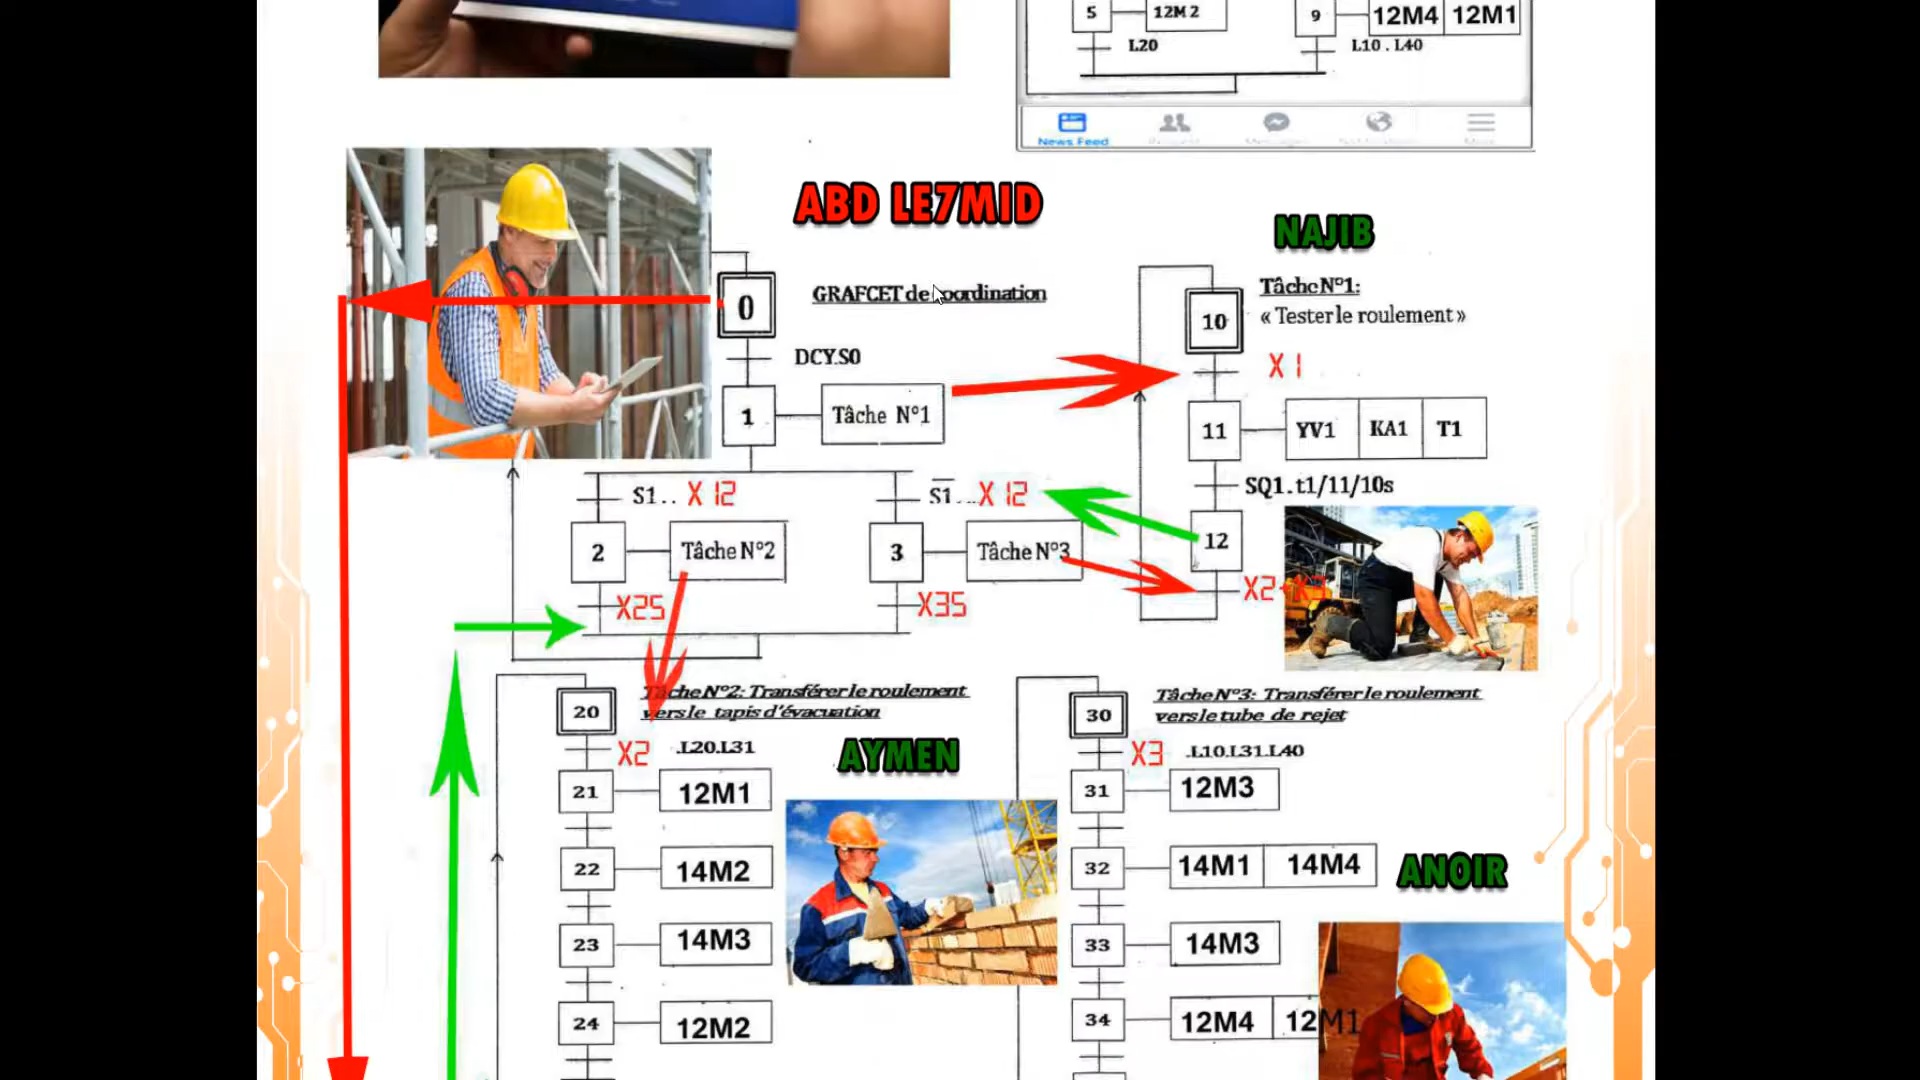 5 12M2 9 12M4 12M1
L20 L10 . L40
News Feed
ABD LE7MID
NAJIB
0 GRAFCET de coordination
10 Tâche N°1:
« Tester le roulement »
DCY.S0
X1
1 Tâche N°1
11 YV1 KA1 T1
S1.. X12 S1... X12
SQ1.t1/11/10s
2 Tâche N°2 3 Tâche N°3
12
X25 X35
X2+X3
20 Tâche N°2: Transférer le roulement
vers le tapis d'évacuation
30 Tâche N°3: Transférer le roulement
vers le tube de rejet
X2 .L20.L31
AYMEN
X3 .L10.L31.L40
21 12M1
31 12M3
22 14M2
32 14M1 14M4
ANOIR
23 14M3
33 14M3
24 12M2
34 12M4 12M1